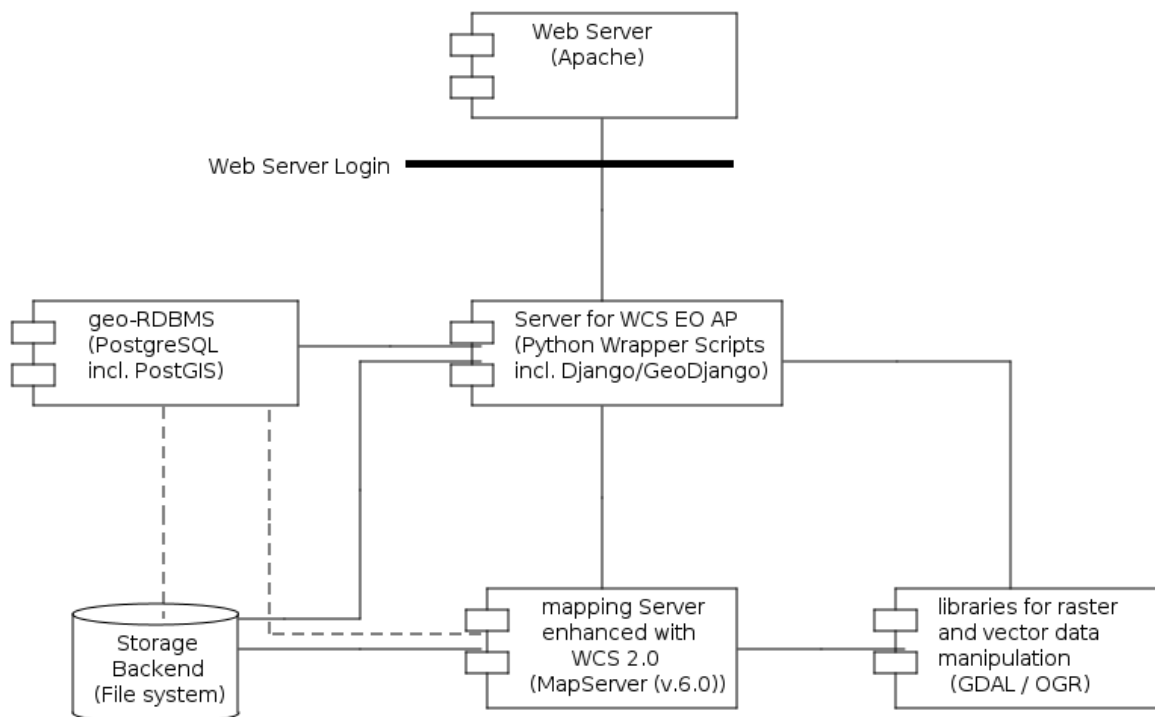 Web Server
(Apache)
Web Server Login
geo-RDBMS
(PostgreSQL
incl. PostGIS)
Server for WCS EO AP
(Python Wrapper Scripts
incl. Django/GeoDjango)
Storage
Backend
(File system)
mapping Server
enhanced with
WCS 2.0
(MapServer (v.6.0))
libraries for raster
and vector data
manipulation
(GDAL / OGR)